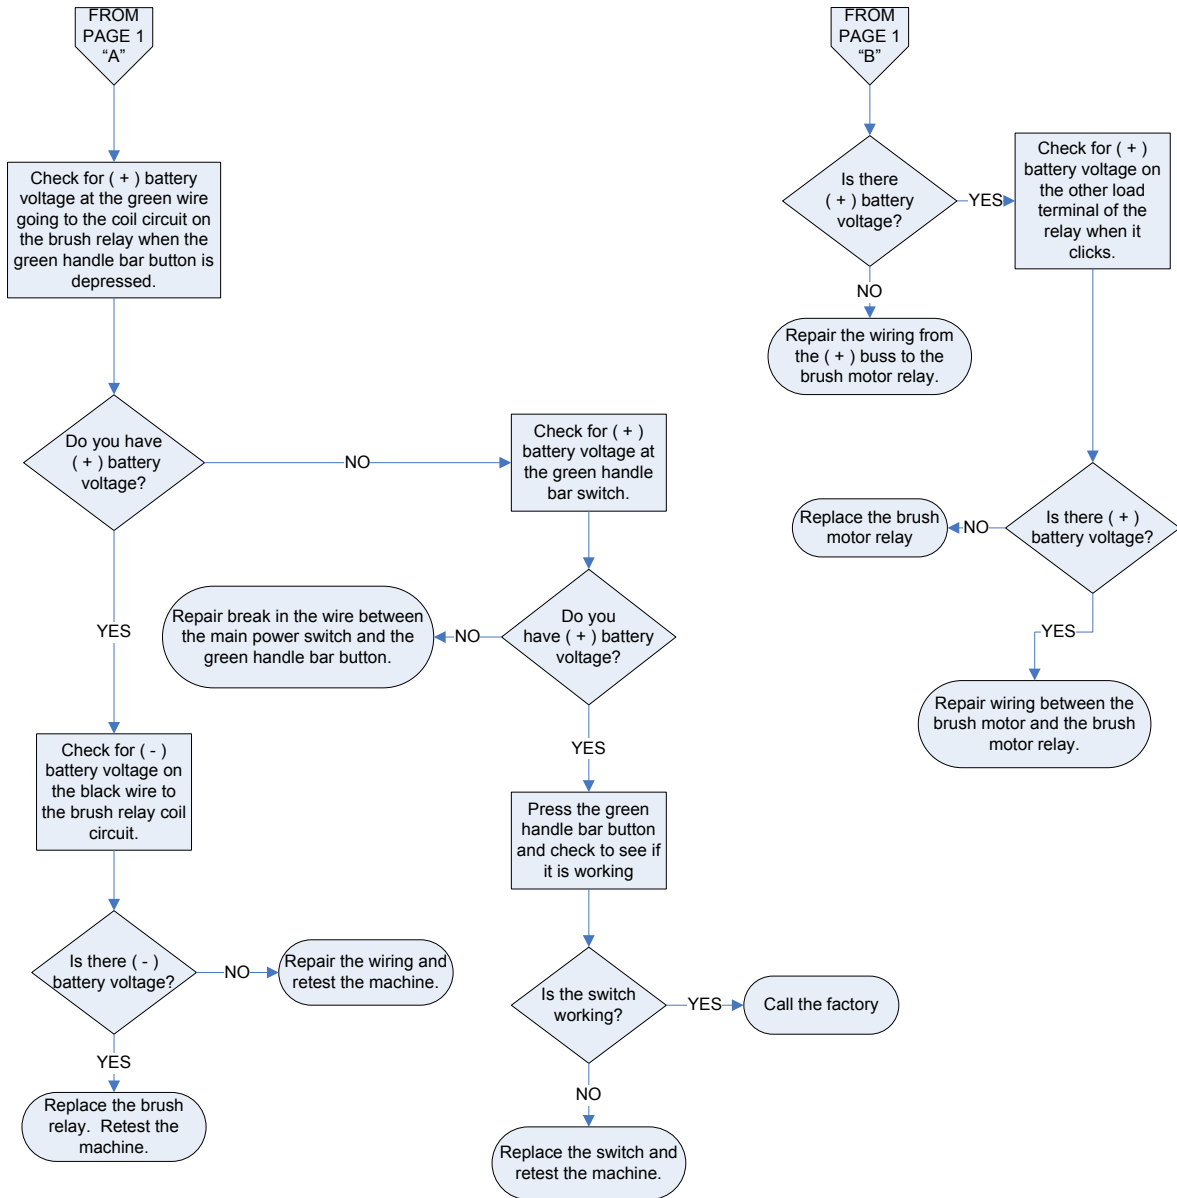 FROM
PAGE 1
“A”
Check for ( + ) battery
voltage at the green wire
going to the coil circuit on
the brush relay when the
green handle bar button is
depressed.
Do you have
( + ) battery
voltage?
NO
YES
Check for ( + )
battery voltage at
the green handle
bar switch.
Do you
have ( + ) battery
voltage?
NO
Repair break in the wire between
the main power switch and the
green handle bar button.
YES
Press the green
handle bar button
and check to see if
it is working
Is the switch
working?
YES
Call the factory
NO
Replace the switch and
retest the machine.
Check for ( - )
battery voltage on
the black wire to
the brush relay coil
circuit.
Is there ( - )
battery voltage?
NO
Repair the wiring and
retest the machine.
YES
Replace the brush
relay.  Retest the
machine.
FROM
PAGE 1
“B”
Is there
( + ) battery
voltage?
YES
NO
Repair the wiring from
the ( + ) buss to the
brush motor relay.
Check for ( + )
battery voltage on
the other load
terminal of the
relay when it
clicks.
Is there ( + )
battery voltage?
NO
Replace the brush
motor relay
YES
Repair wiring between the
brush motor and the brush
motor relay.